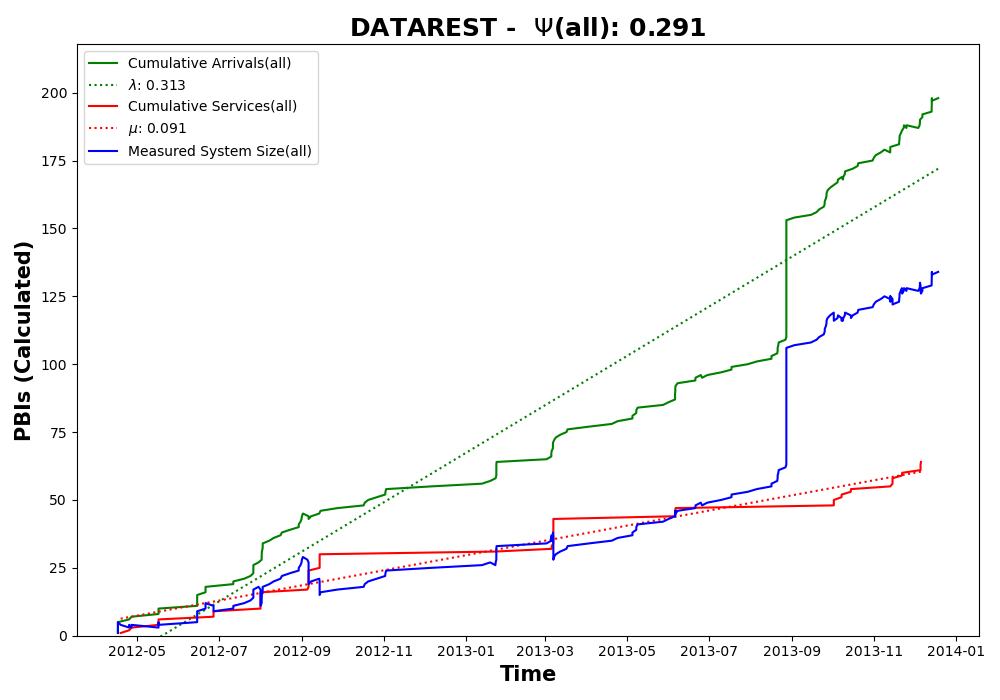 DATAREST - Ψ(all): 0.291
Cumulative Arrivals(all)
λ: 0.313
Cumulative Services(all)
μ: 0.091
Measured System Size(all)
PBIs (Calculated)
200
175
150
125
100
75
50
25
0
2012-05 2012-07 2012-09 2012-11 2013-01 2013-03 2013-05 2013-07 2013-09 2013-11 2014-01
Time